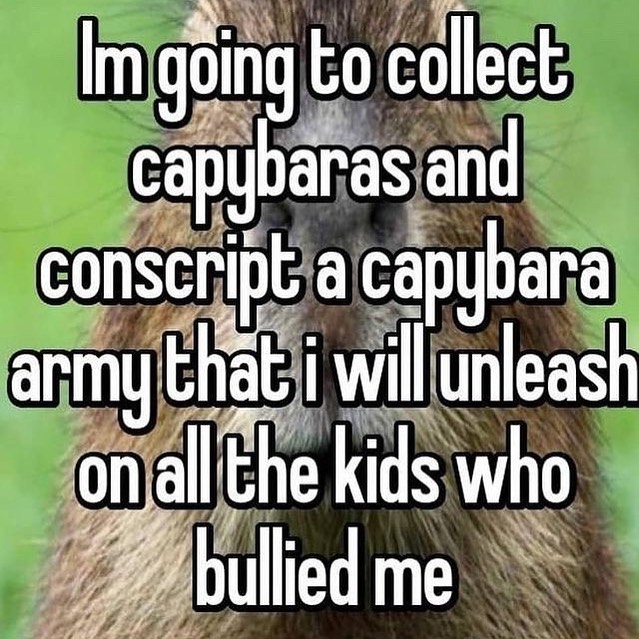 Im going to collect
capybaras and
conscript a capybara
army that i will unleash
on all the kids who
bullied me